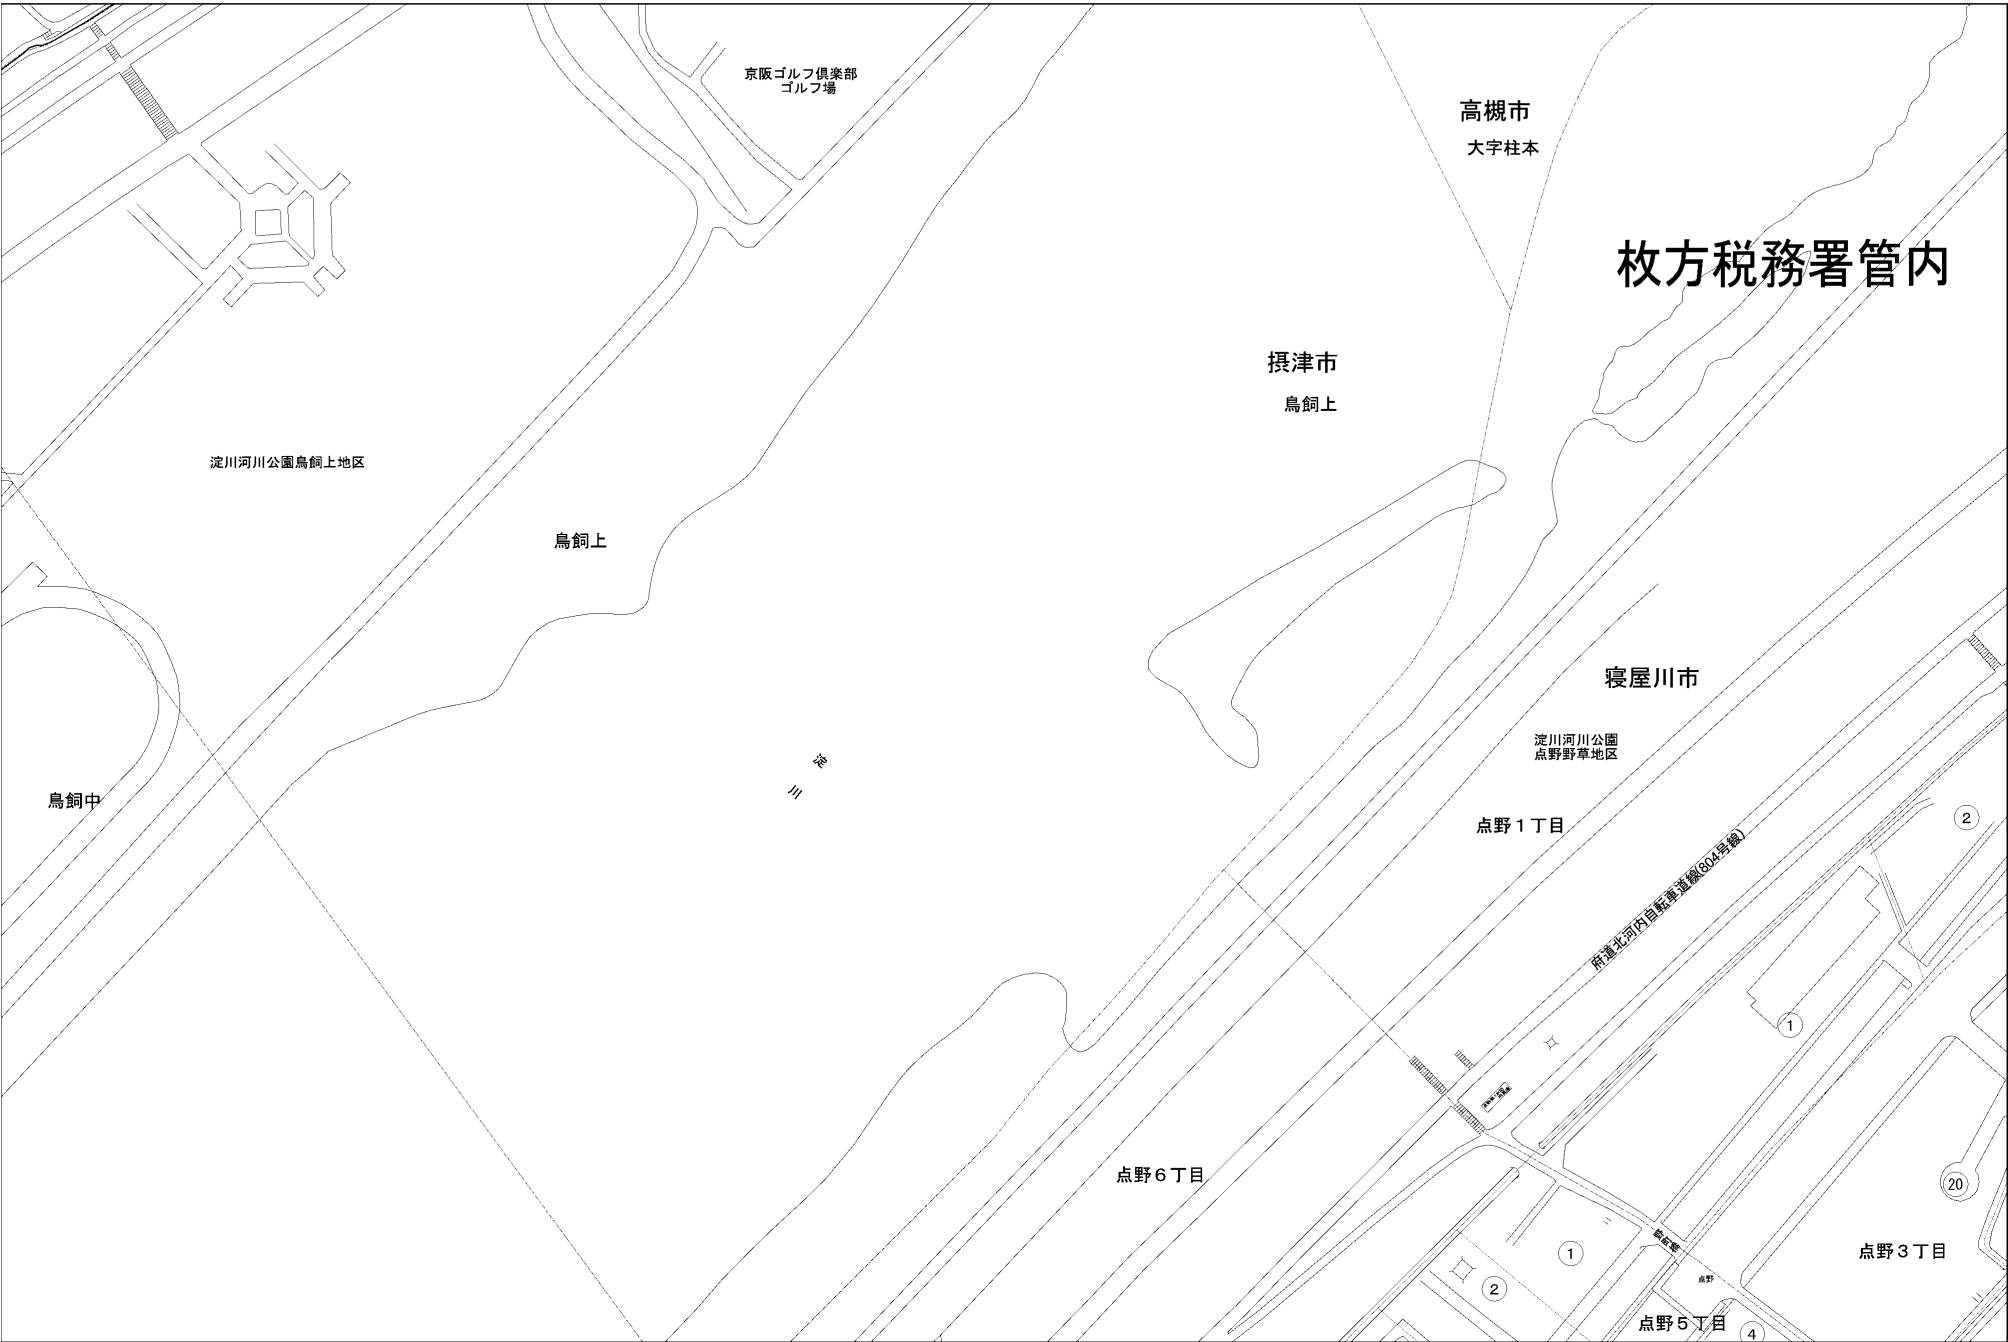 京阪ゴルフ倶楽部
ゴルフ場
高槻市
大字柱本
枚方税務署管内
摂津市
鳥飼上
淀川河川公園鳥飼上地区
鳥飼上
寝屋川市
淀川河川公園
点野野草地区
淀
川
鳥飼中
点野1丁目
2
府道北河内自転車道線(804号線)
1
点野6丁目
20
1
点野3丁目
点野
2
点野5丁目
4